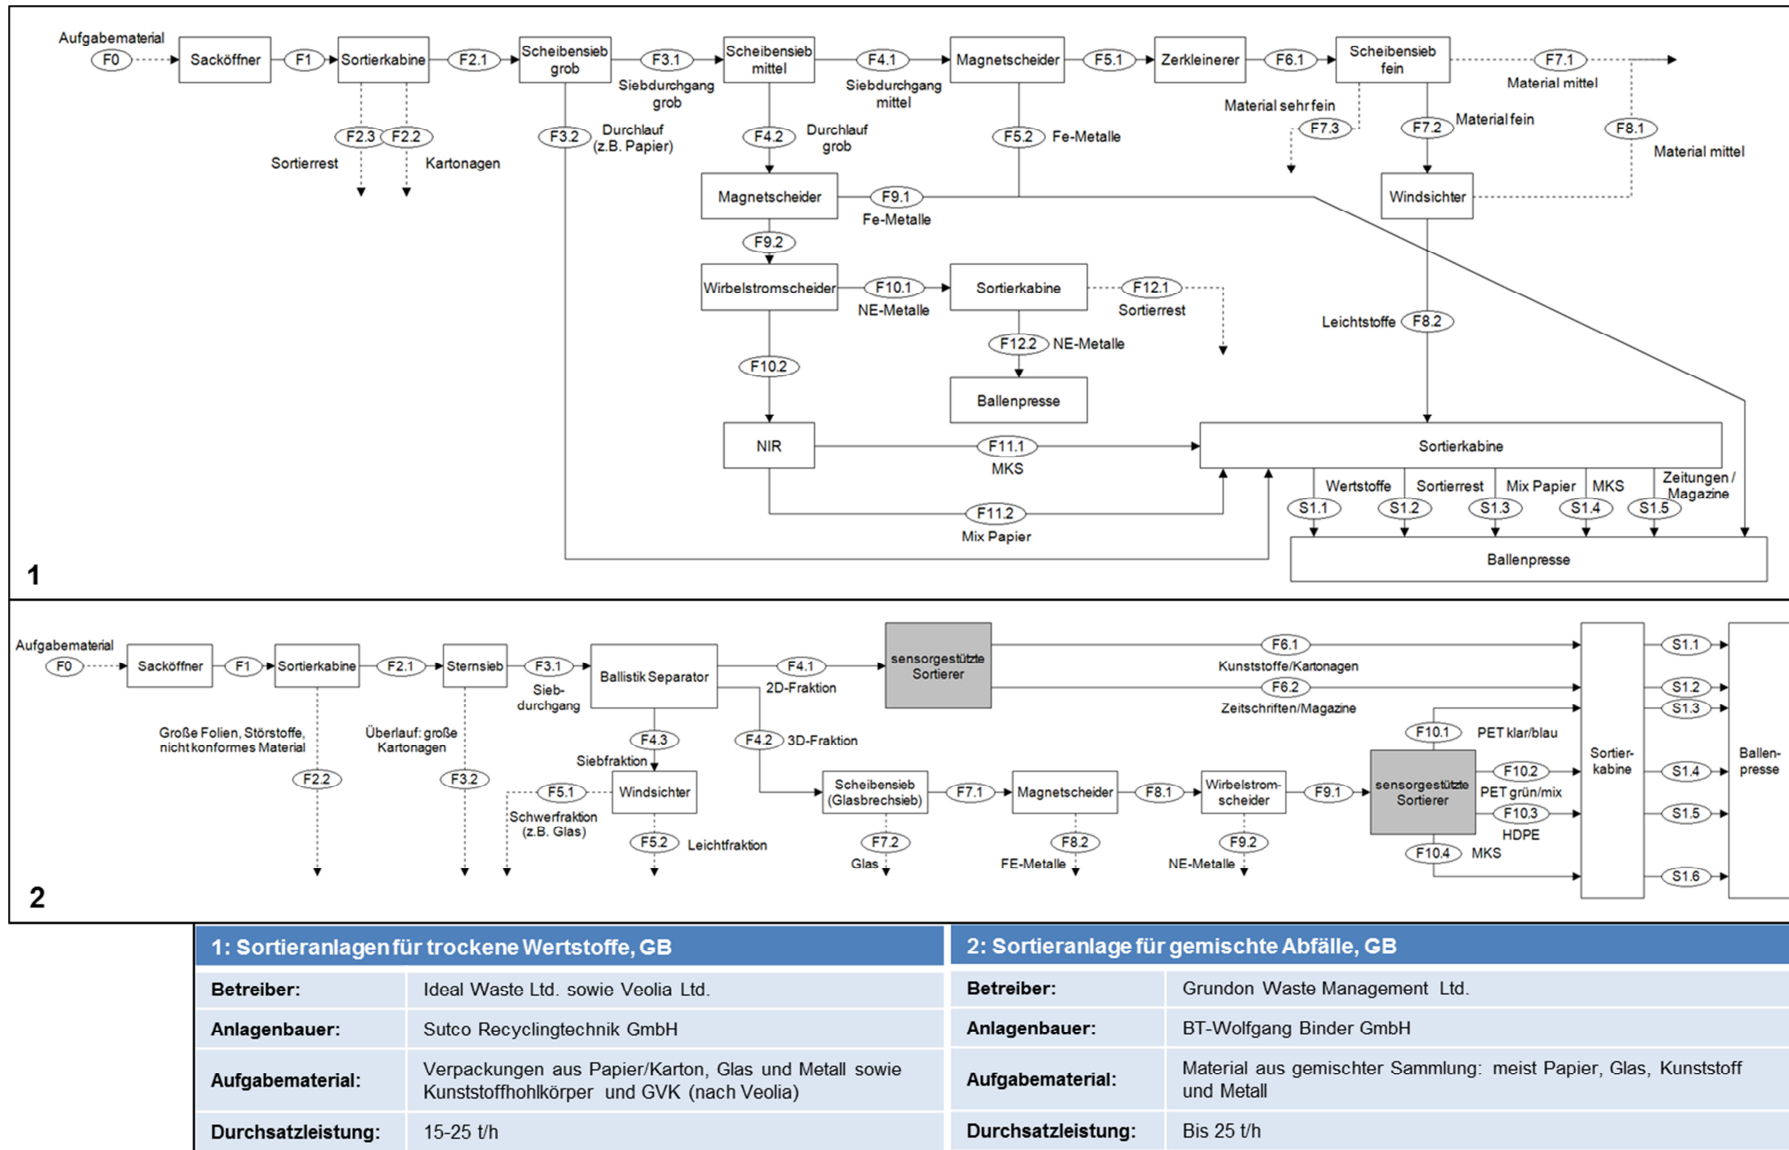 Aufgabematerial
F0
Sacköffner
F1
Sortierkabine
F2.1
Scheibensieb
grob
F3.1
Siebdurchgang
grob
Scheibensieb
mittel
F4.1
Siebdurchgang
mittel
Magnetscheider
F5.1
Zerkleinerer
F6.1
Scheibensieb
fein
F7.1
Material mittel
F2.3
F2.2
Sortierrest
Kartonagen
F3.2
Durchlauf
(z.B. Papier)
F4.2
Durchlauf
grob
F5.2
Fe-Metalle
Material sehr fein
F7.3
F7.2
Material fein
F8.1
Material mittel
Magnetscheider
F9.1
Fe-Metalle
Windsichter
F9.2
Wirbelstromscheider
F10.1
NE-Metalle
Sortierkabine
F12.1
Sortierrest
Leichtstoffe
F8.2
F12.2
NE-Metalle
F10.2
Ballenpresse
NIR
F11.1
MKS
Sortierkabine
F11.2
Mix Papier
Wertstoffe
Sortierrest
Mix Papier
MKS
Zeitungen /
Magazine
S1.1
S1.2
S1.3
S1.4
S1.5
Ballenpresse
1
Aufgabematerial
F0
Sacköffner
F1
Sortierkabine
F2.1
Sternsieb
F3.1
Sieb-
durchgang
Ballistik Separator
F4.1
2D-Fraktion
sensorgestützte
Sortierer
F6.1
Kunststoffe/Kartonagen
F6.2
Zeitschriften/Magazine
S1.1
S1.2
S1.3
S1.4
S1.5
S1.6
Sortier-
kabine
Ballen-
presse
Große Folien, Störstoffe,
nicht konformes Material
F2.2
Überlauf: große
Kartonagen
F3.2
F4.3
Siebfraktion
F4.2
3D-Fraktion
F5.1
Schwerfraktion
(z.B. Glas)
Windsichter
F5.2
Leichtfraktion
Scheibensieb
(Glasbrechsieb)
F7.1
F7.2
Glas
Magnetscheider
F8.1
F8.2
FE-Metalle
Wirbelstrom-
scheider
F9.1
F9.2
NE-Metalle
sensorgestützte
Sortierer
F10.1
PET klar/blau
F10.2
PET grün/mix
F10.3
HDPE
F10.4
MKS
2
1: Sortieranlagen für trockene Wertstoffe, GB
Betreiber:
Ideal Waste Ltd. sowie Veolia Ltd.
Anlagenbauer:
Sutco Recyclingtechnik GmbH
Aufgabematerial:
Verpackungen aus Papier/Karton, Glas und Metall sowie
Kunststoffhohlkörper und GVK (nach Veolia)
Durchsatzleistung:
15-25 t/h
2: Sortieranlage für gemischte Abfälle, GB
Betreiber:
Grundon Waste Management Ltd.
Anlagenbauer:
BT-Wolfgang Binder GmbH
Aufgabematerial:
Material aus gemischter Sammlung: meist Papier, Glas, Kunststoff
und Metall
Durchsatzleistung:
Bis 25 t/h